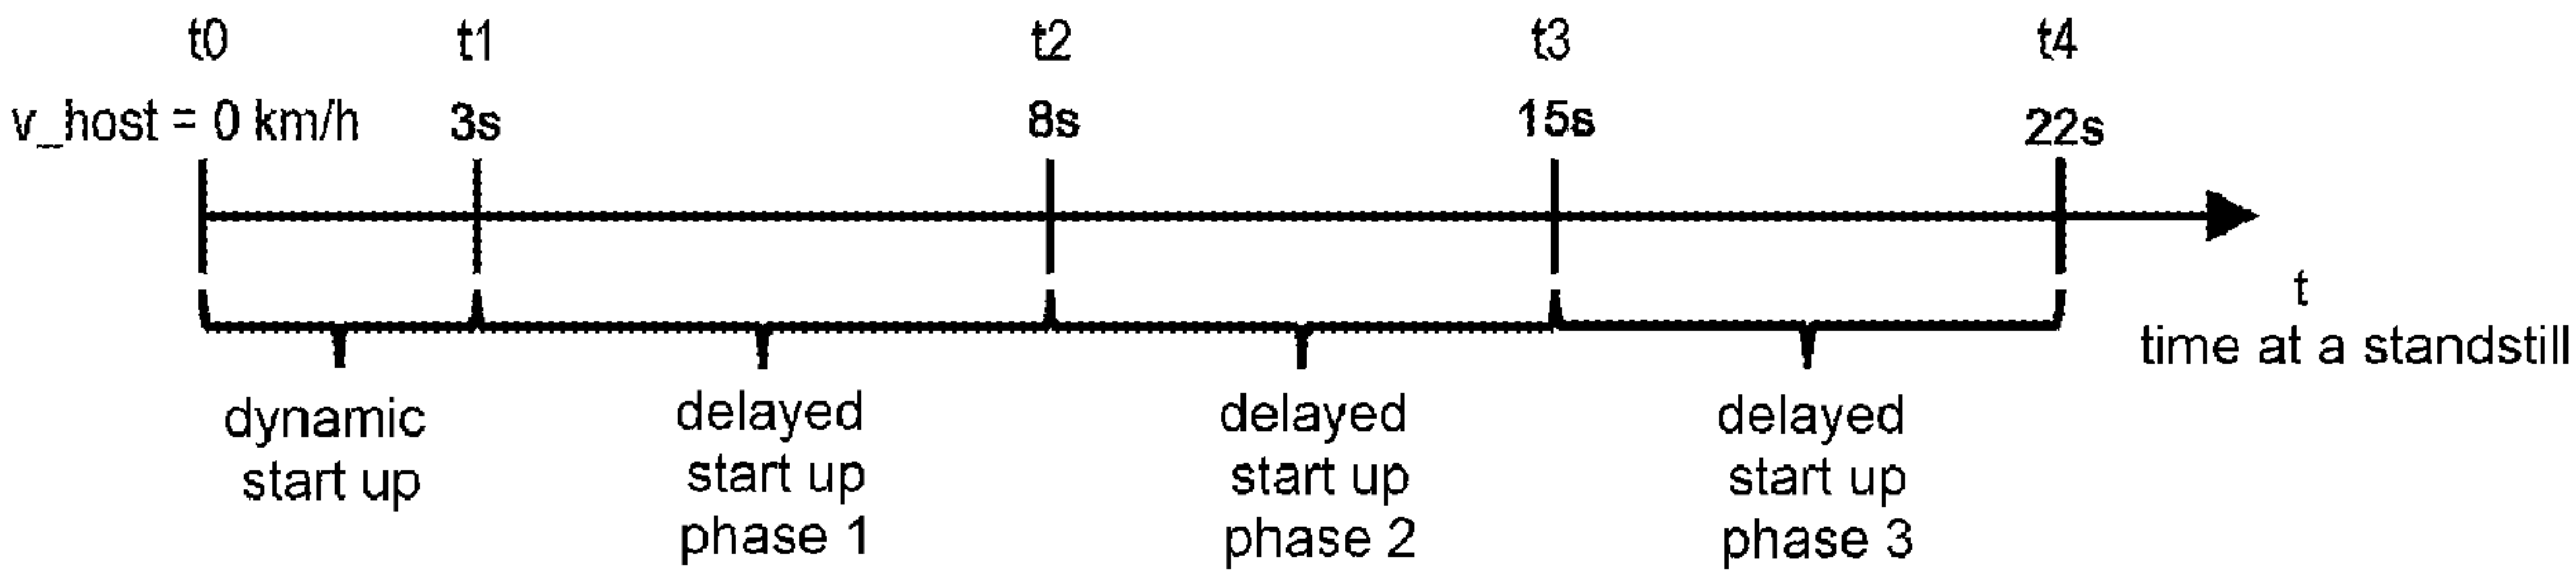 t0 t1 t2 t3 t4
v_host = 0 km/h 3s 8s 15s 22s
t
time at a standstill
dynamic
start up
delayed
start up
phase 1
delayed
start up
phase 2
delayed
start up
phase 3